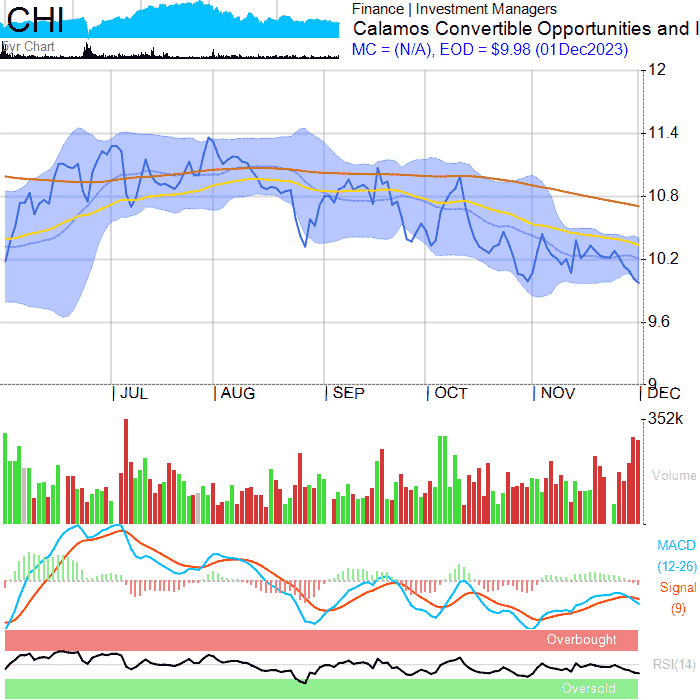 CHI
Finance | Investment Managers
Calamos Convertible Opportunities and I
5yr Chart
MC = (N/A), EOD = $9.98 (01Dec2023)
12
11.4
10.8
10.2
9.6
9
JUL AUG SEP OCT NOV DEC
352k
Volume
MACD
(12-26)
Signal
(9)
Overbought
RSI(14)
Oversold